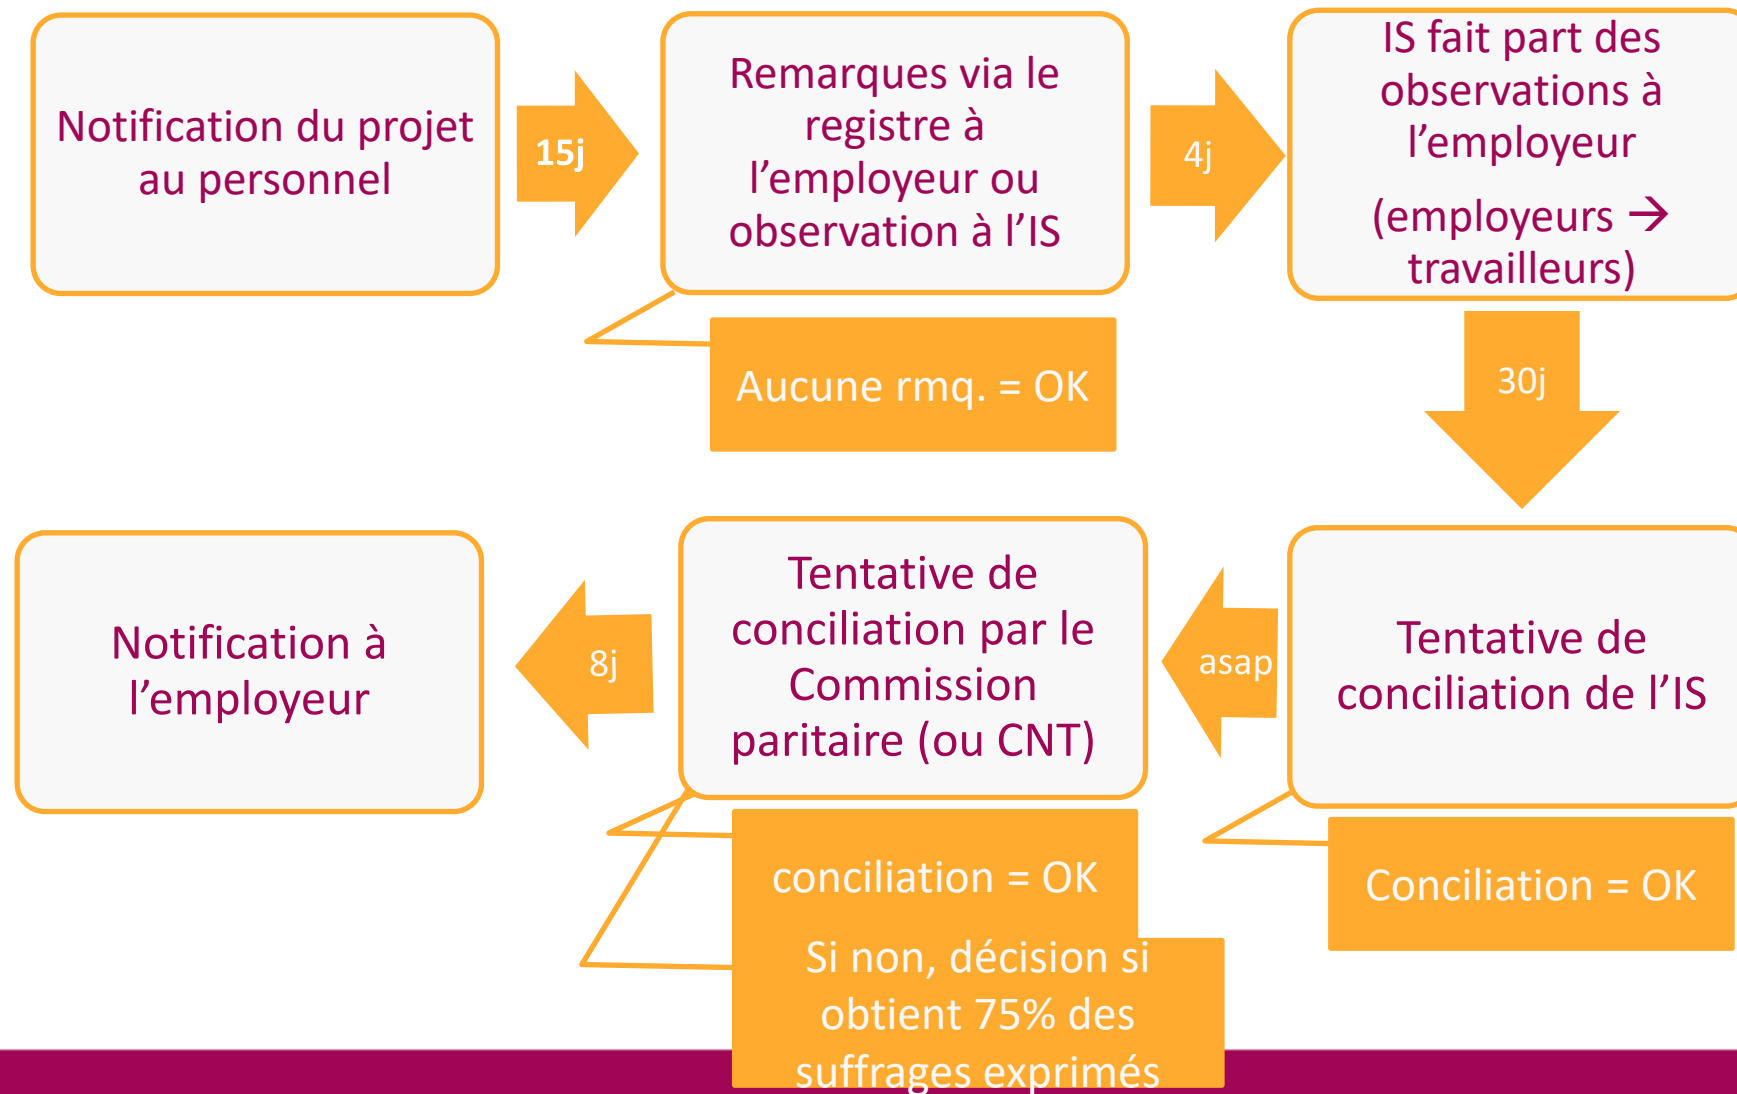 Notification du projet
au personnel
15j
Remarques via le
registre à
l’employeur ou
observation à l’IS
4j
IS fait part des
observations à
l’employeur
(employeurs →
travailleurs)
Aucune rmq. = OK
30j
Notification à
l’employeur
8j
Tentative de
conciliation par le
Commission
paritaire (ou CNT)
asap
Tentative de
conciliation de l’IS
conciliation = OK
Conciliation = OK
Si non, décision si
obtient 75% des
suffrages exprimés